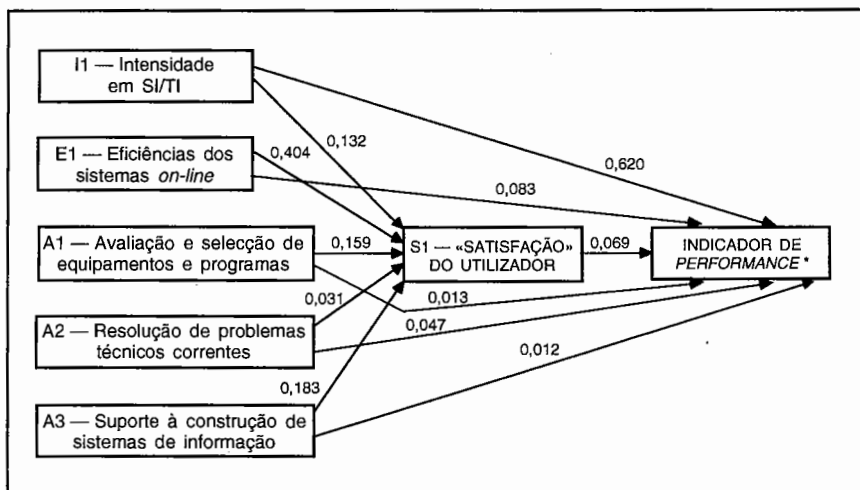 I1 — Intensidade
em SI/TI
0,132
0,620
E1 — Eficiências dos
sistemas on-line
0,404
0,083
A1 — Avaliação e selecção de
equipamentos e programas
0,159
S1 — «SATISFAÇÃO»
DO UTILIZADOR
0,069
INDICADOR DE
PERFORMANCE*
0,031
0,013
A2 — Resolução de problemas
técnicos correntes
0,047
0,012
0,183
A3 — Suporte à construção de
sistemas de informação